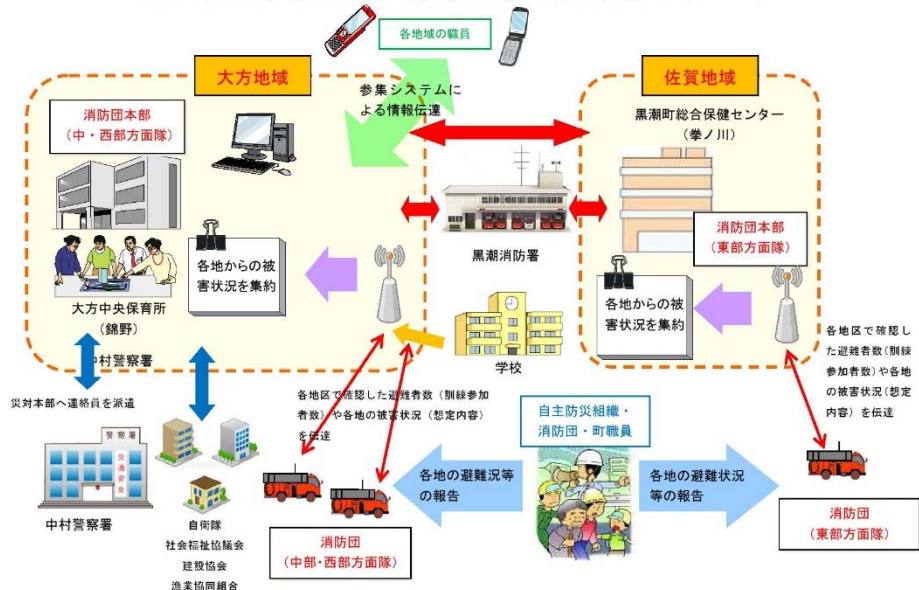 各地域の職員
大方地域
佐賀地域
参集システムに
よる情報伝達
消防団本部
（中・西部方面隊）
黒潮町総合保健センター
（拳ノ川）
消防団本部
（東部方面隊）
黒潮消防署
各地からの被
害状況を集約
各地からの被
害状況を集約
大方中央保育所
（錦野）
学校
中村警察署
各地区で確認し
た避難者数（訓練参
加者数）や各地
の被害状況（想定
内容）を伝達
災対本部へ連絡員を派遣
各地区で確認した避難者数（訓練参加
者数）や各地の被害状況（想定内容）
を伝達
自主防災組織・
消防団・町職員
警察署
交通安全
各地の避難況等
の報告
各地の避難状況
等の報告
中村警察署
自衛隊
社会福祉協議会
建設協会
漁業協同組合
消防団
（中部・西部方面隊）
消防団
（東部方面隊）